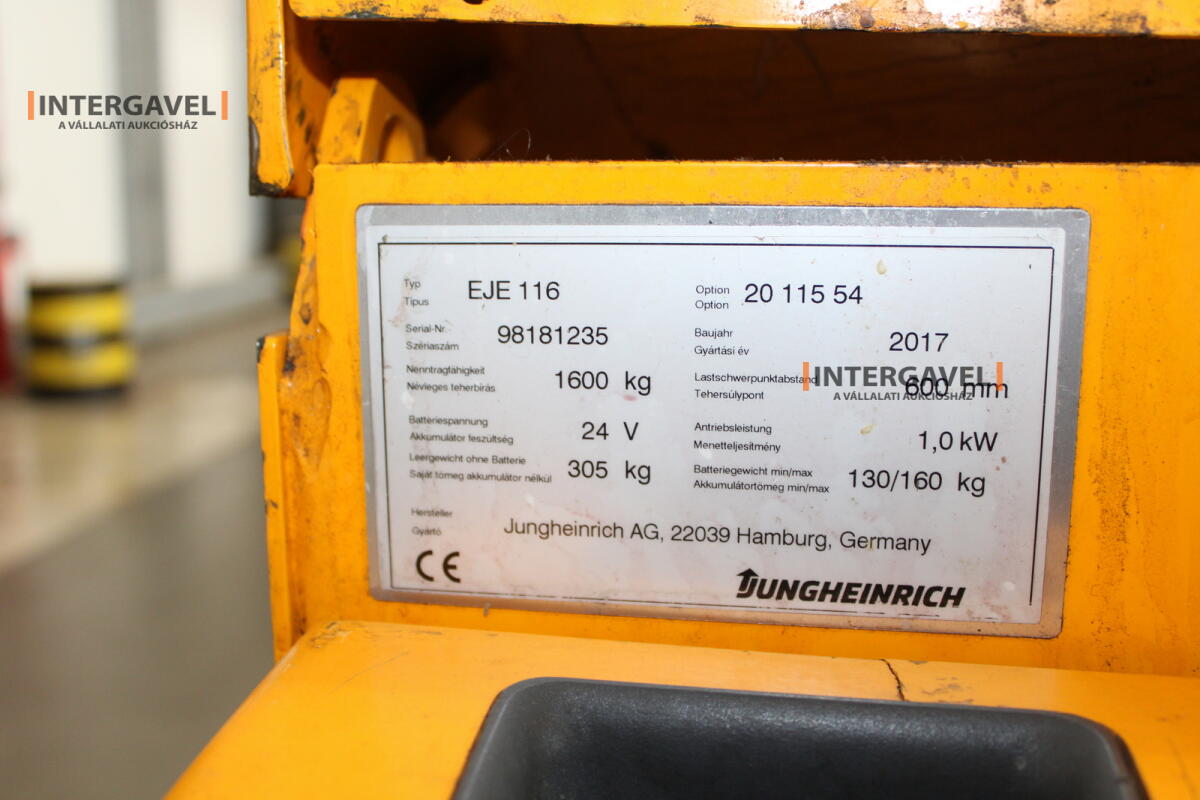 INTERGAVEL
A VÁLLALATI AUKCIÓSHÁZ
Typ
Típus
EJE 116
Option
Option
20 115 54
Serial-Nr.
Szériaszám
98181235
Baujahr
Gyártási év
2017
Nenntragfähigkeit
Névleges teherbírás
1600 kg
Lastschwerpunktabstand
Tehersúlypont
600 mm
INTERGAVEL
A VÁLLALATI AUKCIÓSHÁZ
Batteriespannung
Akkumulátor feszültség
24 V
Antriebsleistung
Menetteljesítmény
1,0 kW
Leergewicht ohne Batterie
Saját tömeg akkumulátor nélkül
305 kg
Batteriegewicht min/max
Akkumulátortömeg min/max
130/160 kg
Hersteller
Gyártó
Jungheinrich AG, 22039 Hamburg, Germany
CE
JUNGHEINRICH